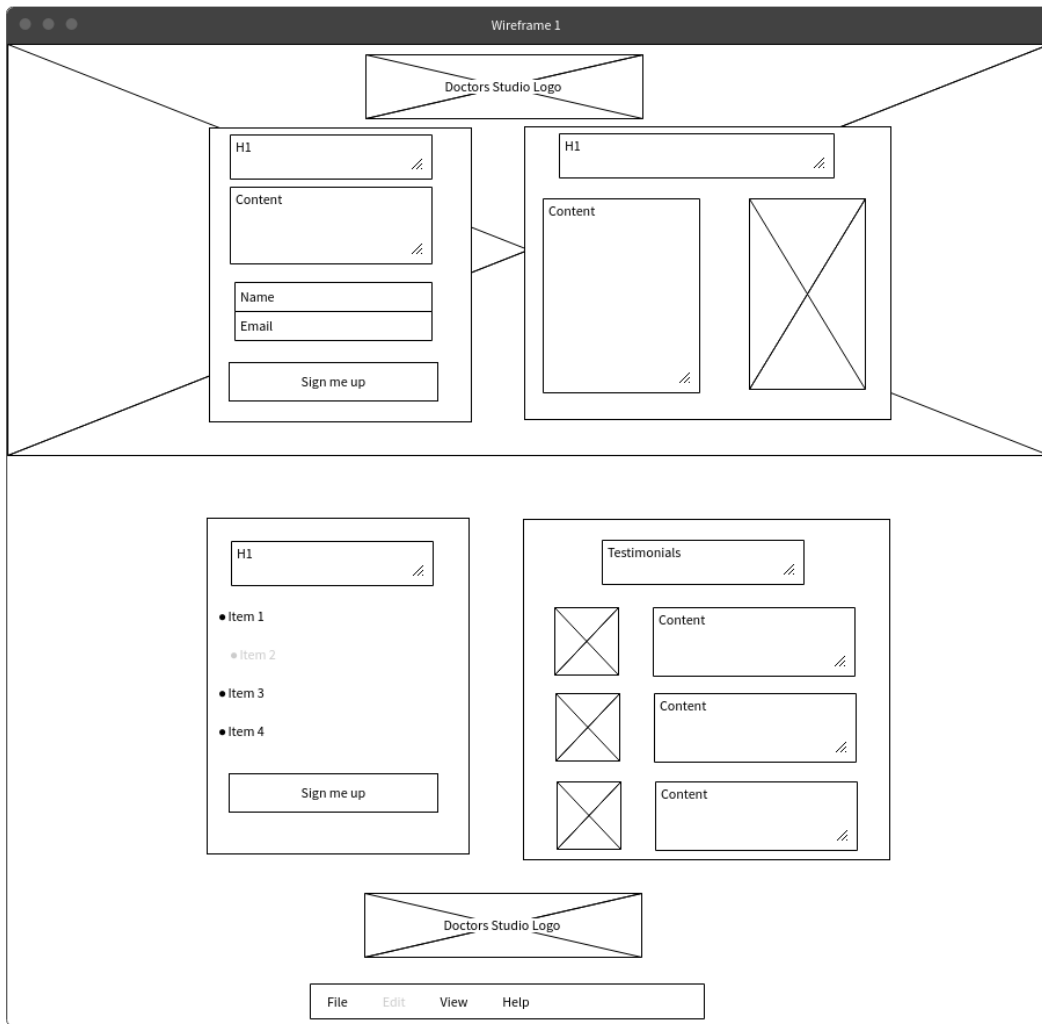 Wireframe 1
Doctors Studio Logo
H1
Content
Name
Email
Sign me up
H1
Content
H1
Item 1
Item 2
Item 3
Item 4
Sign me up
Testimonials
Content
Content
Content
Doctors Studio Logo
File Edit View Help